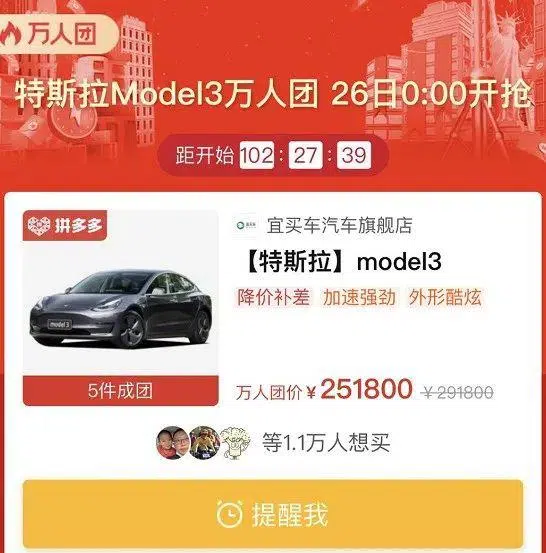 万人团
特斯拉Model3万人团 26日0:00开抢
距开始 102 : 27 : 39
拼多多
宜买车汽车旗舰店
【特斯拉】model3
降价补差 加速强劲 外形酷炫
model 3
5件成团
万人团价¥251800 ¥291800
等1.1万人想买
提醒我